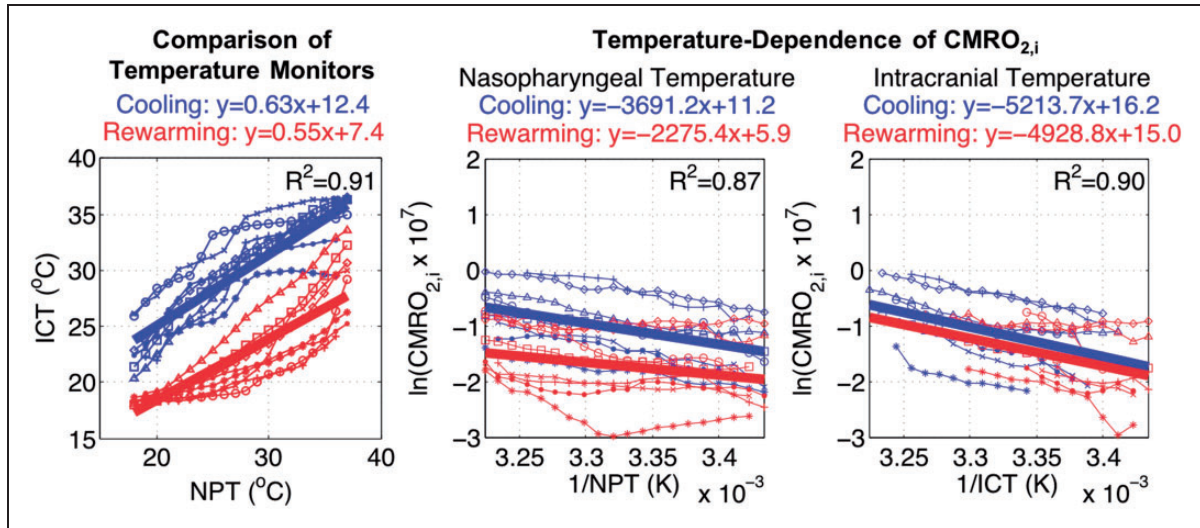 Comparison of
Temperature Monitors
Cooling: y=0.63x+12.4
Rewarming: y=0.55x+7.4
40
35
30
25
20
15
20
30
40
ICT (°C)
NPT (°C)
R²=0.91
Temperature-Dependence of CMRO₂,ᵢ
Nasopharyngeal Temperature
Cooling: y=−3691.2x+11.2
Rewarming: y=−2275.4x+5.9
2
1
0
−1
−2
−3
3.25
3.3
3.35
3.4
ln(CMRO₂,ᵢ x 10⁷)
1/NPT (K)
x 10⁻³
R²=0.87
Intracranial Temperature
Cooling: y=−5213.7x+16.2
Rewarming: y=−4928.8x+15.0
2
1
0
−1
−2
−3
3.25
3.3
3.35
3.4
ln(CMRO₂,ᵢ x 10⁷)
1/ICT (K)
x 10⁻³
R²=0.90